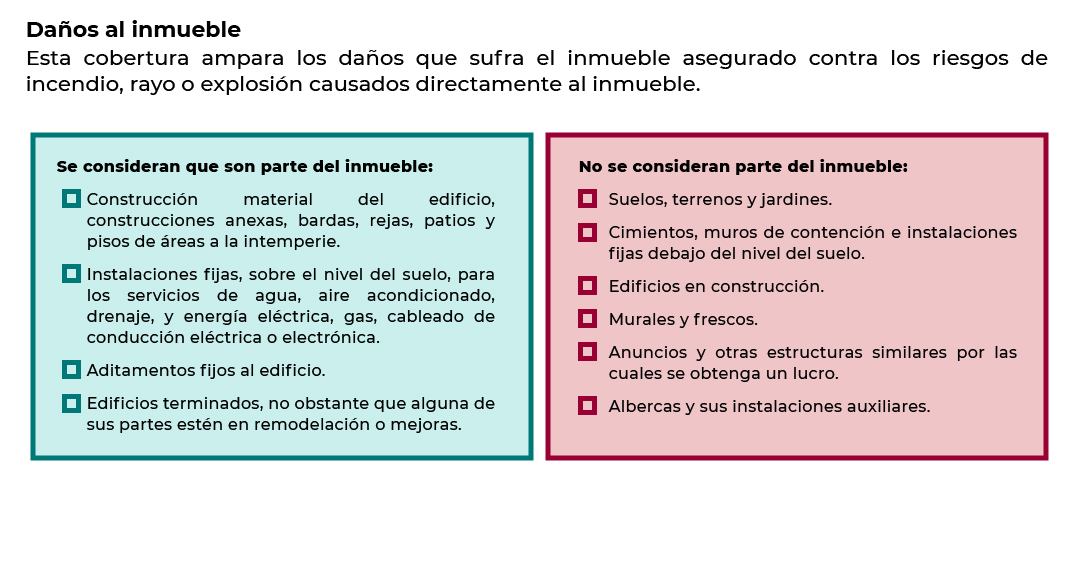 Daños al inmueble
Esta cobertura ampara los daños que sufra el inmueble asegurado contra los riesgos de
incendio, rayo o explosión causados directamente al inmueble.
Se consideran que son parte del inmueble:
Construcción material del edificio,
construcciones anexas, bardas, rejas, patios y
pisos de áreas a la intemperie.
Instalaciones fijas, sobre el nivel del suelo, para
los servicios de agua, aire acondicionado,
drenaje, y energía eléctrica, gas, cableado de
conducción eléctrica o electrónica.
Aditamentos fijos al edificio.
Edificios terminados, no obstante que alguna de
sus partes estén en remodelación o mejoras.
No se consideran parte del inmueble:
Suelos, terrenos y jardines.
Cimientos, muros de contención e instalaciones
fijas debajo del nivel del suelo.
Edificios en construcción.
Murales y frescos.
Anuncios y otras estructuras similares por las
cuales se obtenga un lucro.
Albercas y sus instalaciones auxiliares.